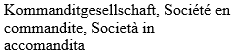 Kommanditgesellschaft, Société en
commandite, Società in
accomandita